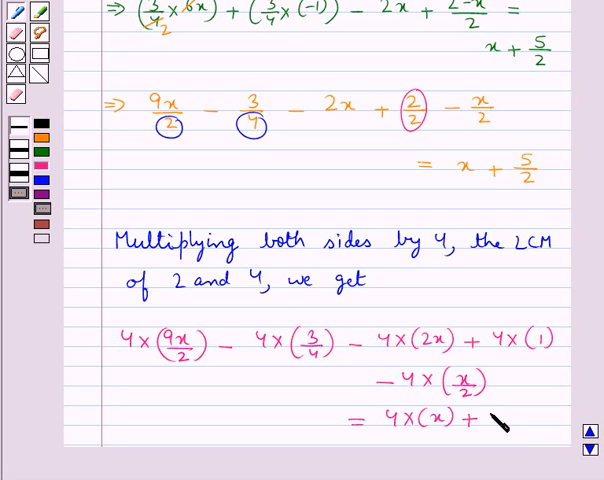 ⇒ (3/4 × 6x) + (3/4 × (-1)) - 2x + (2-x)/2 =
x + 5/2
⇒ 9x/2 - 3/4 - 2x + 2/2 - x/2
= x + 5/2
Multiplying both sides by 4, the LCM
of 2 and 4, we get
4×(9x/2) - 4×(3/4) - 4×(2x) + 4×(1)
- 4×(x/2)
= 4×(x) +